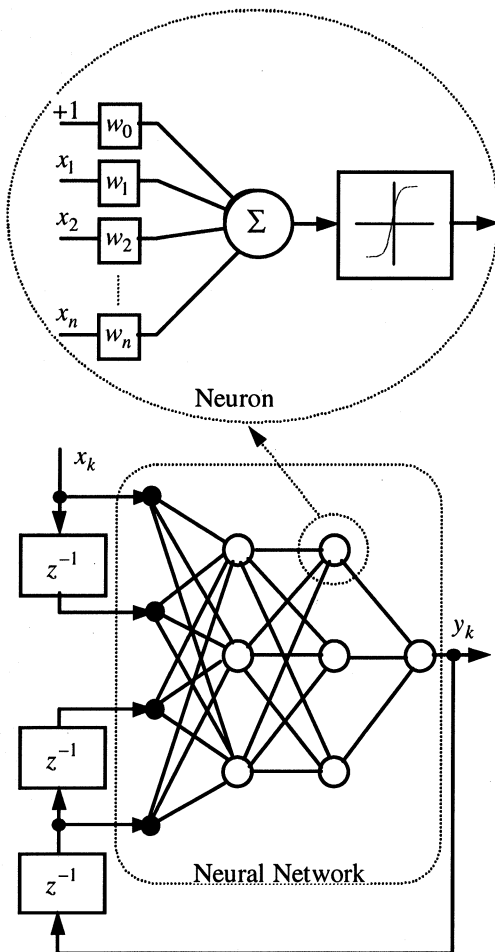 +1
w₀
x₁
w₁
x₂
w₂
xₙ
wₙ
Σ
Neuron
xₖ
z⁻¹
yₖ
z⁻¹
z⁻¹
Neural Network